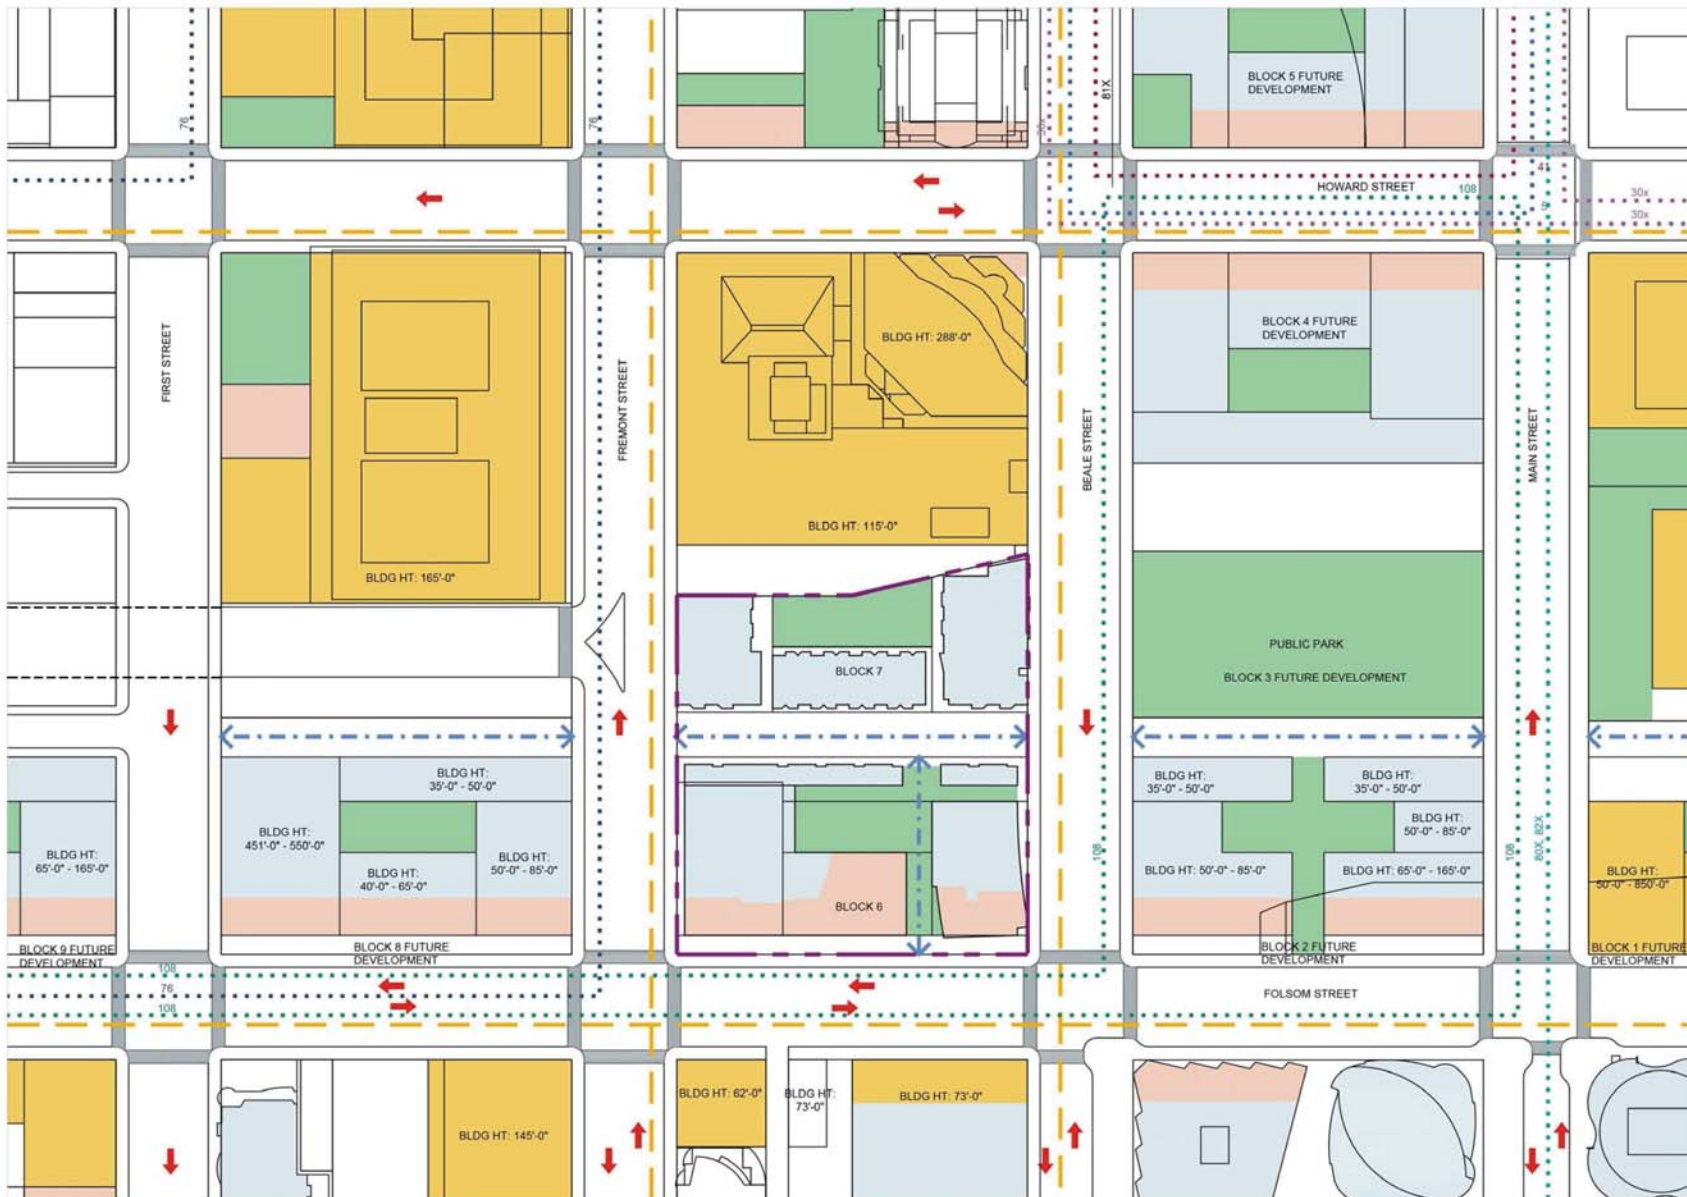 BLOCK 5 FUTURE
DEVELOPMENT
81X
76
76
30x
41
HOWARD STREET
108
30x
5
30x
FIRST STREET
FREMONT STREET
BEALE STREET
MAIN STREET
BLDG HT: 288'-0"
BLOCK 4 FUTURE
DEVELOPMENT
BLDG HT: 115'-0"
BLDG HT: 165'-0"
PUBLIC PARK
BLOCK 7
BLOCK 3 FUTURE DEVELOPMENT
BLDG HT:
35'-0" - 50'-0"
BLDG HT:
35'-0" - 50'-0"
BLDG HT:
35'-0" - 50'-0"
BLDG HT:
451'-0" - 550'-0"
BLDG HT:
50'-0" - 85'-0"
BLDG HT:
65'-0" - 165'-0"
BLDG HT:
40'-0" - 65'-0"
BLDG HT:
50'-0" - 85'-0"
108
BLDG HT: 50'-0" - 85'-0"
BLDG HT: 65'-0" - 165'-0"
108
80X, 82X
BLDG HT:
50'-0" - 850'-0"
BLOCK 6
BLOCK 9 FUTURE
DEVELOPMENT
BLOCK 8 FUTURE
DEVELOPMENT
BLOCK 2 FUTURE
DEVELOPMENT
BLOCK 1 FUTURE
DEVELOPMENT
108
76
108
FOLSOM STREET
BLDG HT: 62'-0"
BLDG HT:
73'-0"
BLDG HT: 73'-0"
BLDG HT: 145'-0"